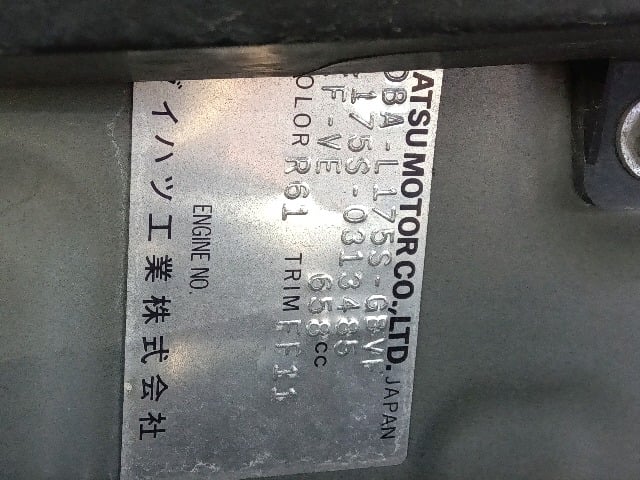 ATSU MOTOR CO., LTD. JAPAN
DBA-L175S-GBVF
L175S-0313485
KF-VE 658cc
COLOR R61 TRIM FF11
ENGINE NO.
ダイハツ工業株式会社